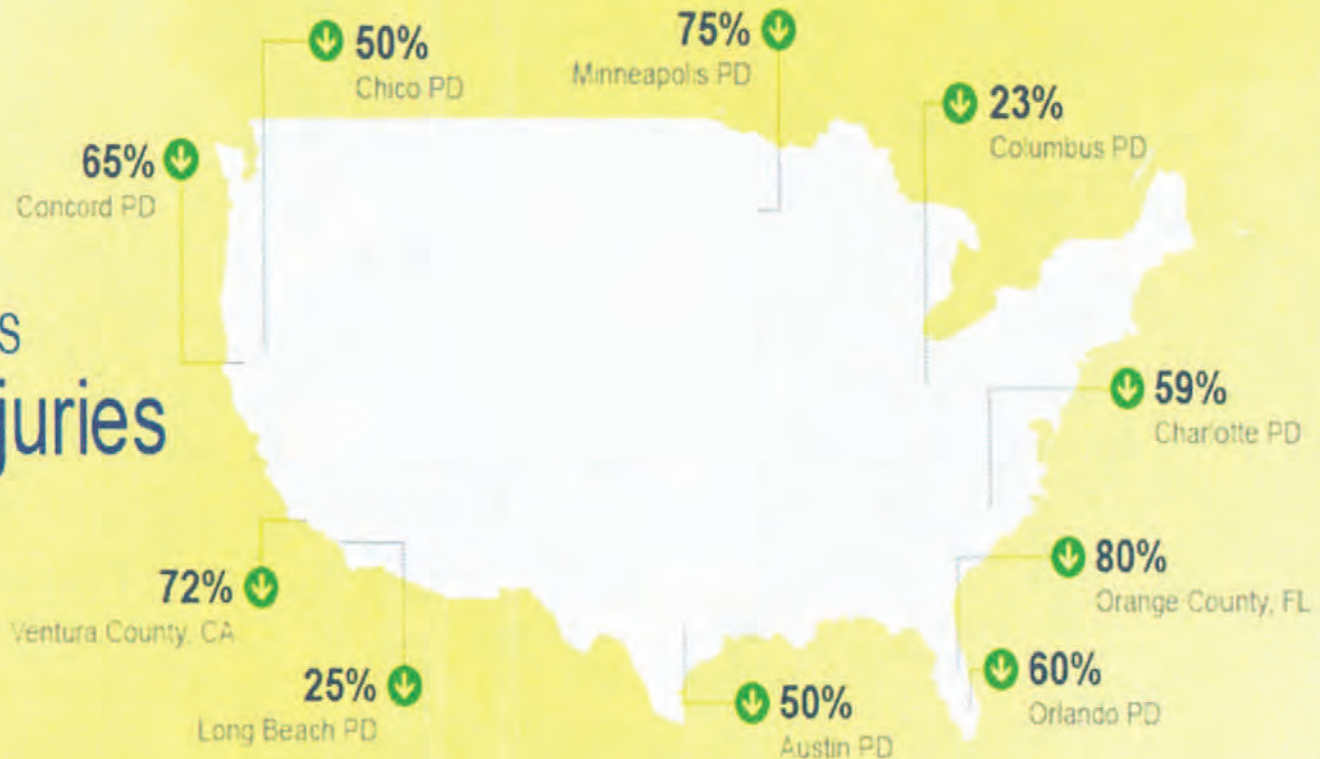 50%
Chico PD
75%
Minneapolis PD
23%
Columbus PD
65%
Concord PD
s
juries
59%
Charlotte PD
72%
Ventura County, CA
80%
Orange County, FL
25%
Long Beach PD
60%
Orlando PD
50%
Austin PD